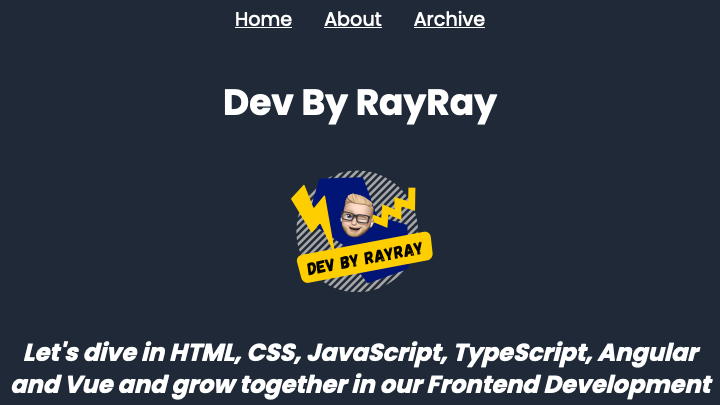 Home About Archive
Dev By RayRay
DEV BY RAYRAY
Let's dive in HTML, CSS, JavaScript, TypeScript, Angular
and Vue and grow together in our Frontend Development